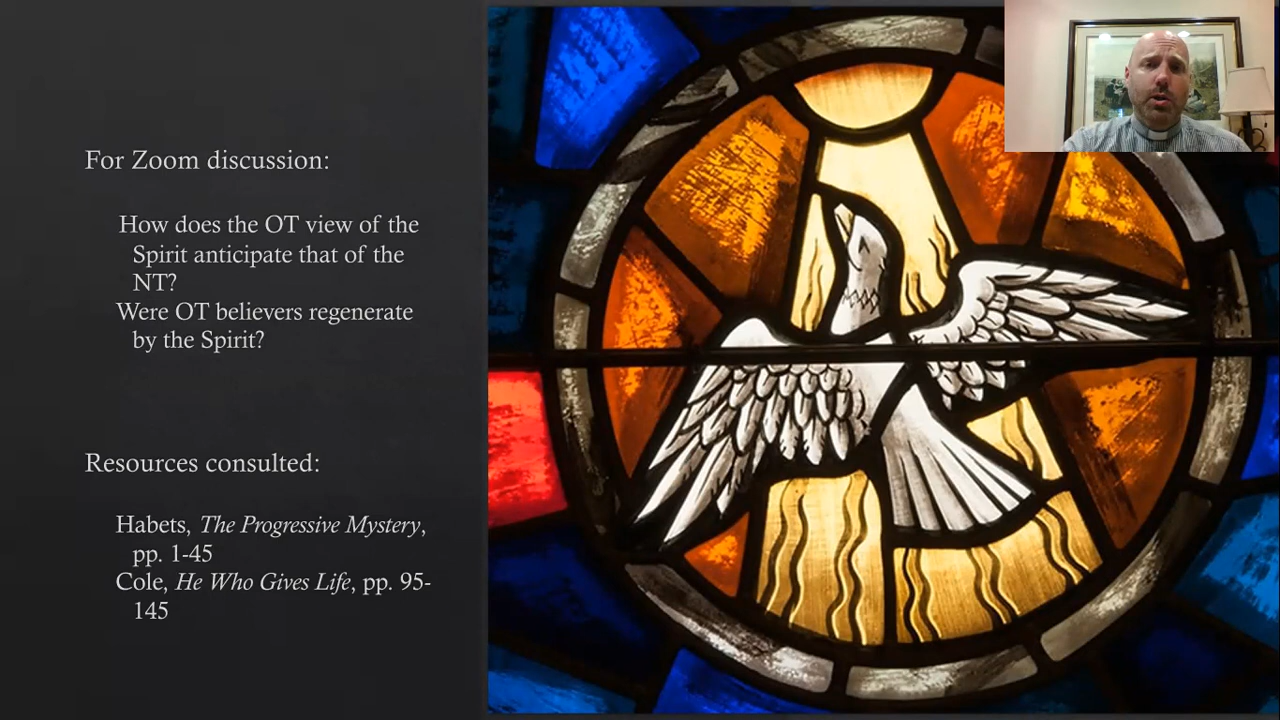 For Zoom discussion:
How does the OT view of the
Spirit anticipate that of the
NT?
Were OT believers regenerate
by the Spirit?
Resources consulted:
Habets, The Progressive Mystery,
pp. 1-45
Cole, He Who Gives Life, pp. 95-
145